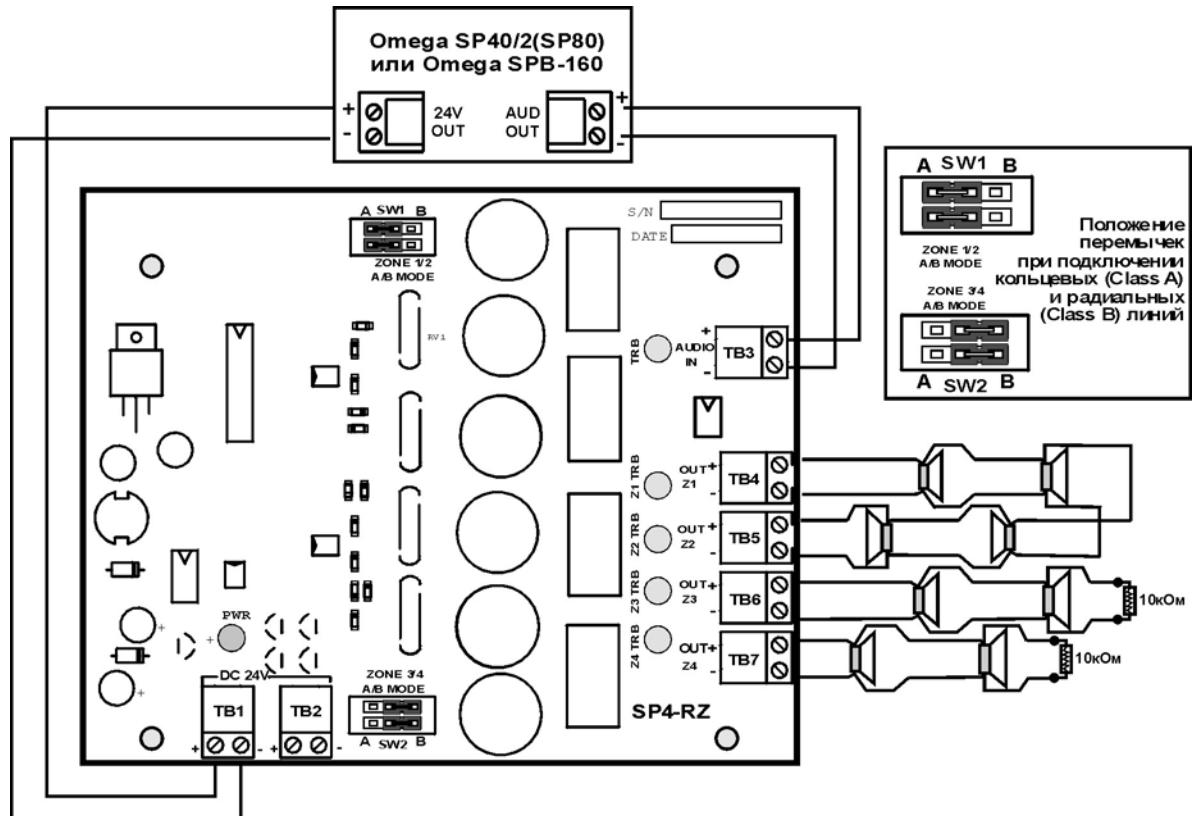 Omega SP40/2(SP80)
или Omega SPB-160
+
-
24V
OUT
AUD
OUT
+
-
A SW1 B
ZONE 1/2
A/B MODE
S/N
DATE
RV1
TRB
+
AUDIO
IN
-
TB3
A SW1 B
ZONE 1/2
A/B MODE
ZONE 3/4
A/B MODE
A SW2 B
Положение
перемычек
при подключении
кольцевых (Class A)
и радиальных
(Class B) линий
Z1 TRB
OUT+
Z1
-
TB4
Z2 TRB
OUT+
Z2
-
TB5
Z3 TRB
OUT+
Z3
-
TB6
10кОм
Z4 TRB
OUT+
Z4
-
TB7
10кОм
PWR
+
+
+
DC 24V
TB1
+ -
TB2
+ -
ZONE 3/4
A/B MODE
A SW2 B
SP4-RZ